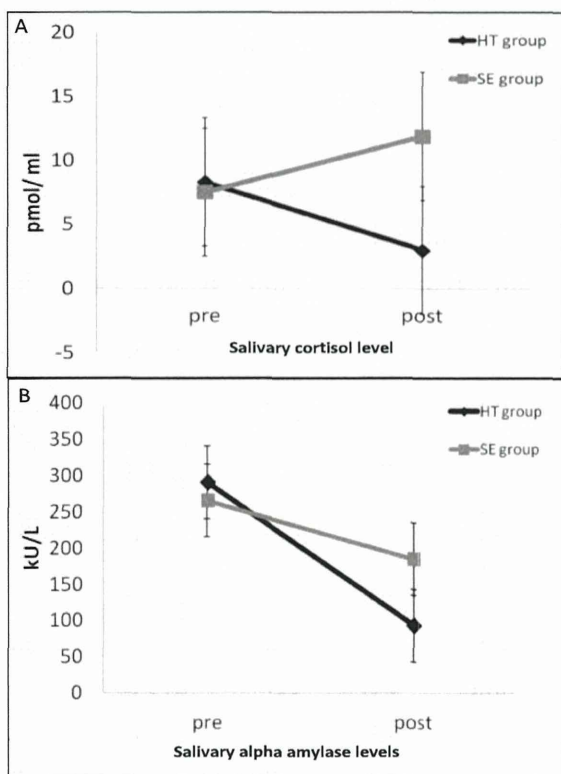 A
20
15
10
5
0
-5
pmol/ ml
HT group
SE group
pre post
Salivary cortisol level
B
400
350
300
250
200
150
100
50
0
kU/L
HT group
SE group
pre post
Salivary alpha amylase levels